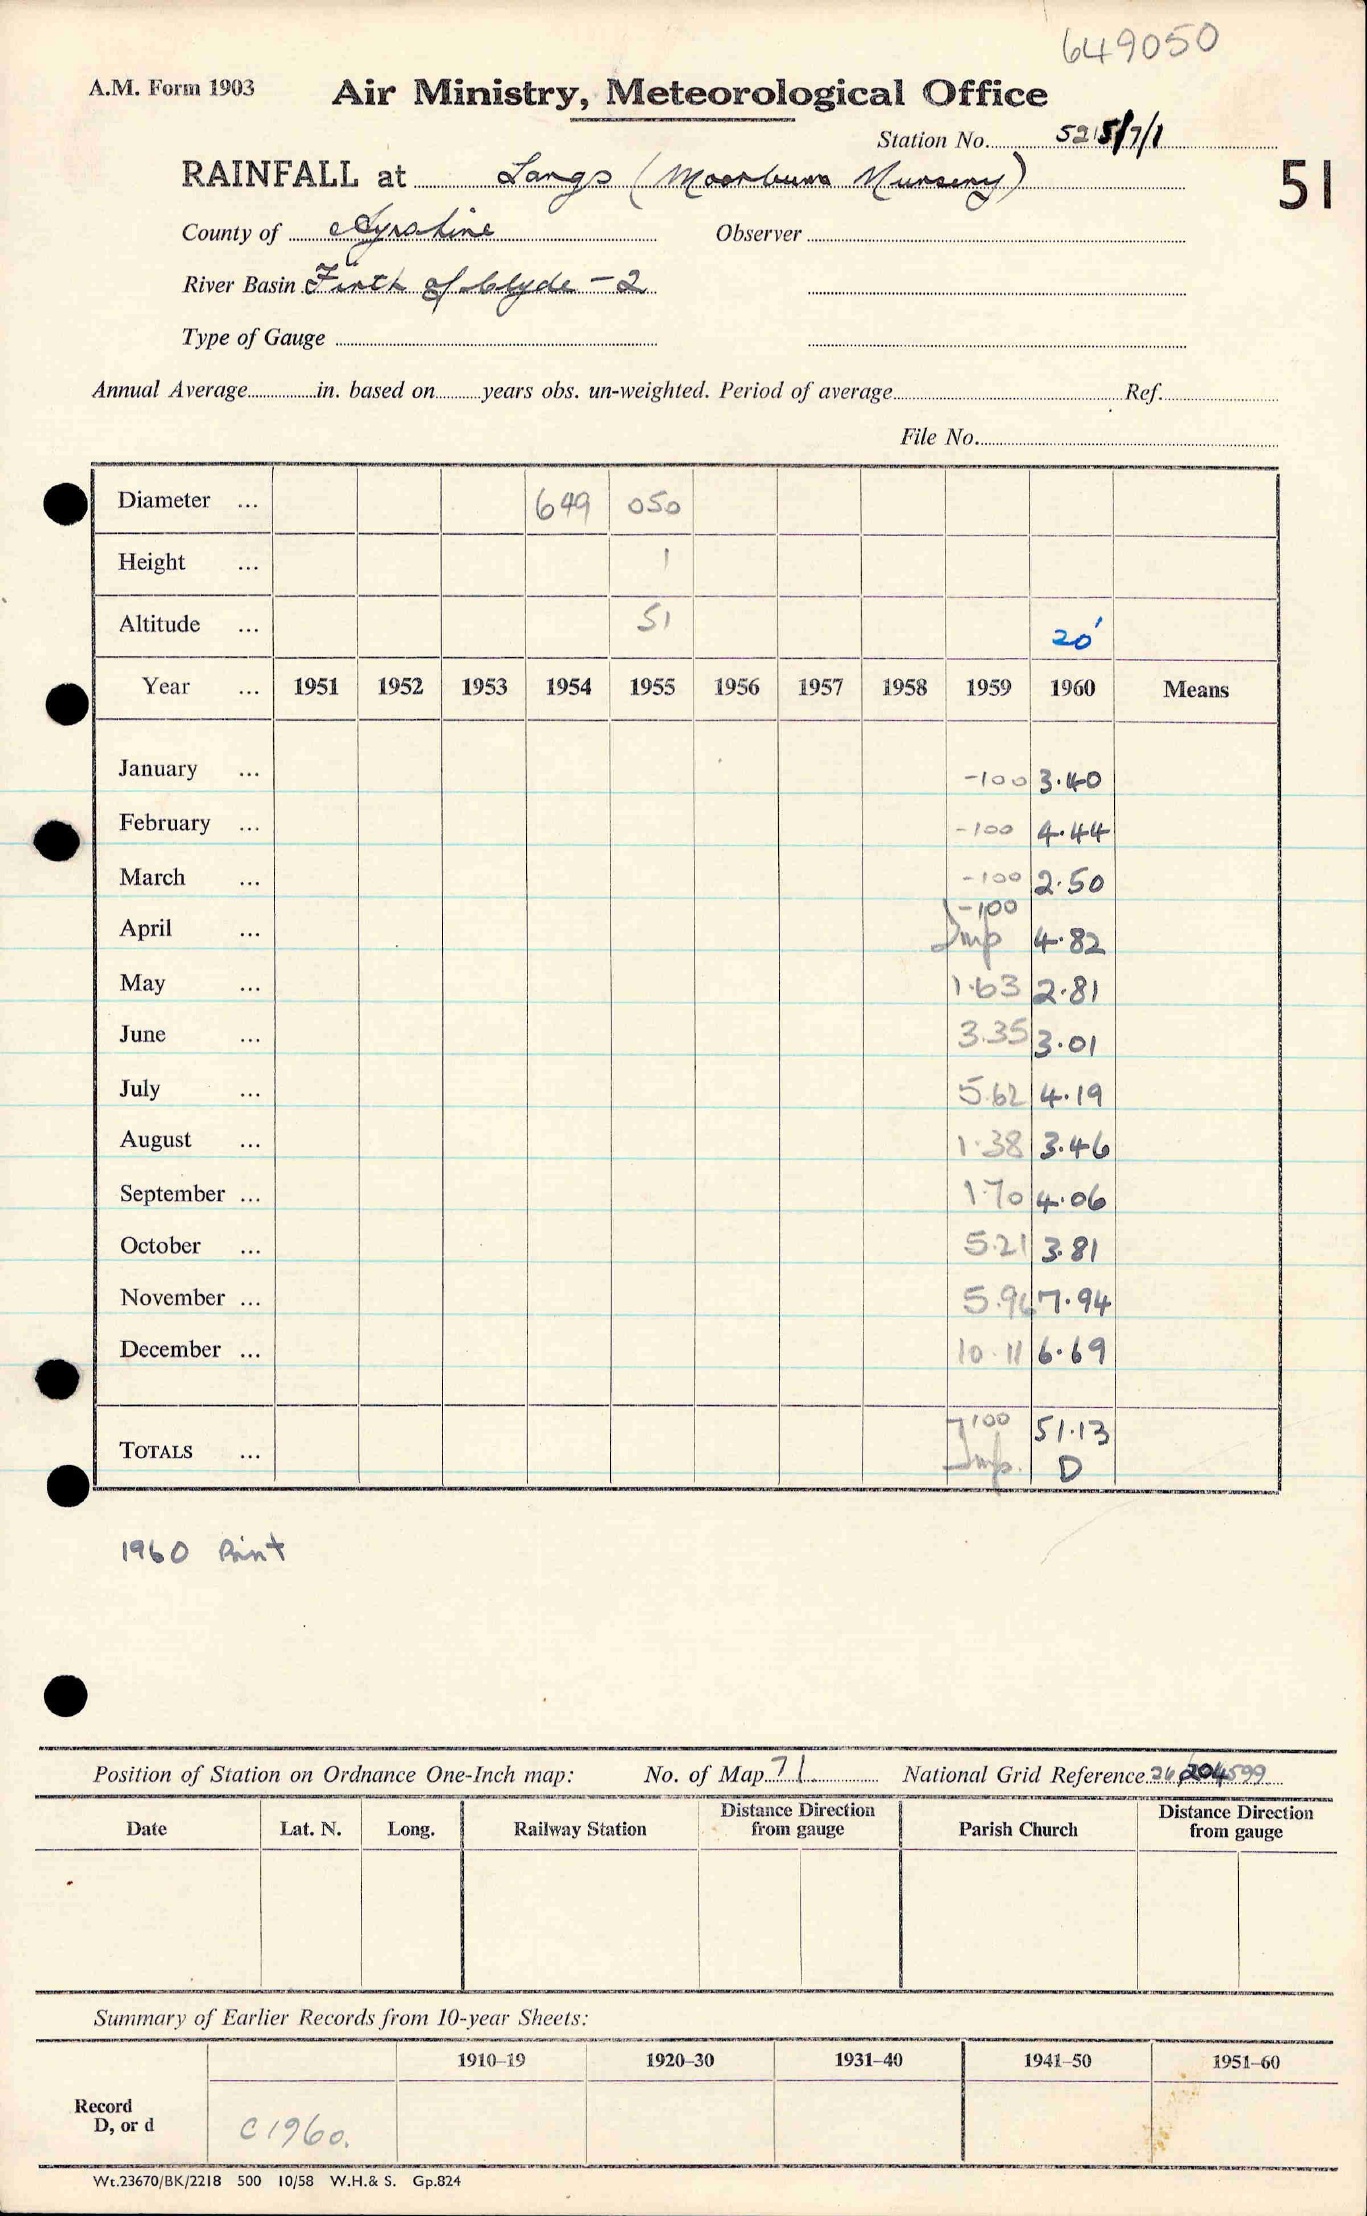 649050
A.M. Form 1903 Air Ministry, Meteorological Office
Station No. 5215/7/1
RAINFALL at Largs (Moorburn Nursery) 51
County of Ayrshire Observer
River Basin Firth of Clyde - 2
Type of Gauge
Annual Average in. based on years obs. un-weighted. Period of average Ref.
File No.
Diameter ... 649 050
Height ... 1
Altitude ... 51 20'
Year ... 1951 1952 1953 1954 1955 1956 1957 1958 1959 1960 Means
January ... -100 3.40
February ... -100 4.44
March ... -100 2.50
April ... -100 Imp 4.82
May ... 1.63 2.81
June ... 3.35 3.01
July ... 5.62 4.19
August ... 1.38 3.46
September ... 1.70 4.06
October ... 5.21 3.81
November ... 5.96 7.94
December ... 10.11 6.69
TOTALS ... -100 Imp. 51.13 D
1960 Print
Position of Station on Ordnance One-Inch map: No. of Map 71 National Grid Reference 26 204599
Date Lat. N. Long. Railway Station Distance Direction from gauge Parish Church Distance Direction from gauge
Summary of Earlier Records from 10-year Sheets:
1910-19 1920-30 1931-40 1941-50 1951-60
Record
D, or d C1960.
Wt.23670/BK/2218 500 10/58 W.H.& S. Gp.824